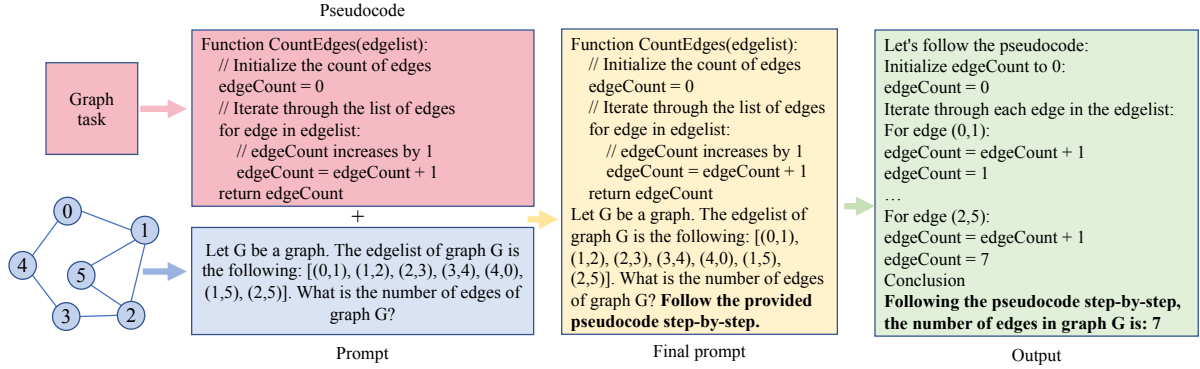 Pseudocode
Graph
task
Function CountEdges(edgelist):
// Initialize the count of edges
edgeCount = 0
// Iterate through the list of edges
for edge in edgelist:
// edgeCount increases by 1
edgeCount = edgeCount + 1
return edgeCount
+
0
1
4
5
3
2
Let G be a graph. The edgelist of graph G is
the following: [(0,1), (1,2), (2,3), (3,4), (4,0),
(1,5), (2,5)]. What is the number of edges of
graph G?
Prompt
Function CountEdges(edgelist):
// Initialize the count of edges
edgeCount = 0
// Iterate through the list of edges
for edge in edgelist:
// edgeCount increases by 1
edgeCount = edgeCount + 1
return edgeCount
Let G be a graph. The edgelist of
graph G is the following: [(0,1),
(1,2), (2,3), (3,4), (4,0), (1,5),
(2,5)]. What is the number of edges
of graph G? Follow the provided
pseudocode step-by-step.
Final prompt
Let's follow the pseudocode:
Initialize edgeCount to 0:
edgeCount = 0
Iterate through each edge in the edgelist:
For edge (0,1):
edgeCount = edgeCount + 1
edgeCount = 1
…
For edge (2,5):
edgeCount = edgeCount + 1
edgeCount = 7
Conclusion
Following the pseudocode step-by-step,
the number of edges in graph G is: 7
Output